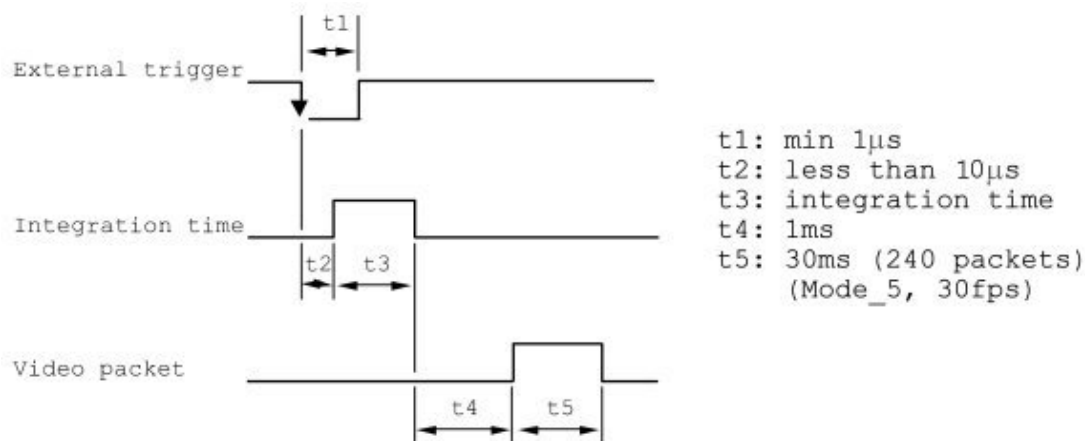 t1
External trigger
t1: min 1μs
t2: less than 10μs
t3: integration time
t4: 1ms
t5: 30ms (240 packets)
(Mode_5, 30fps)
Integration time
t2
t3
Video packet
t4
t5